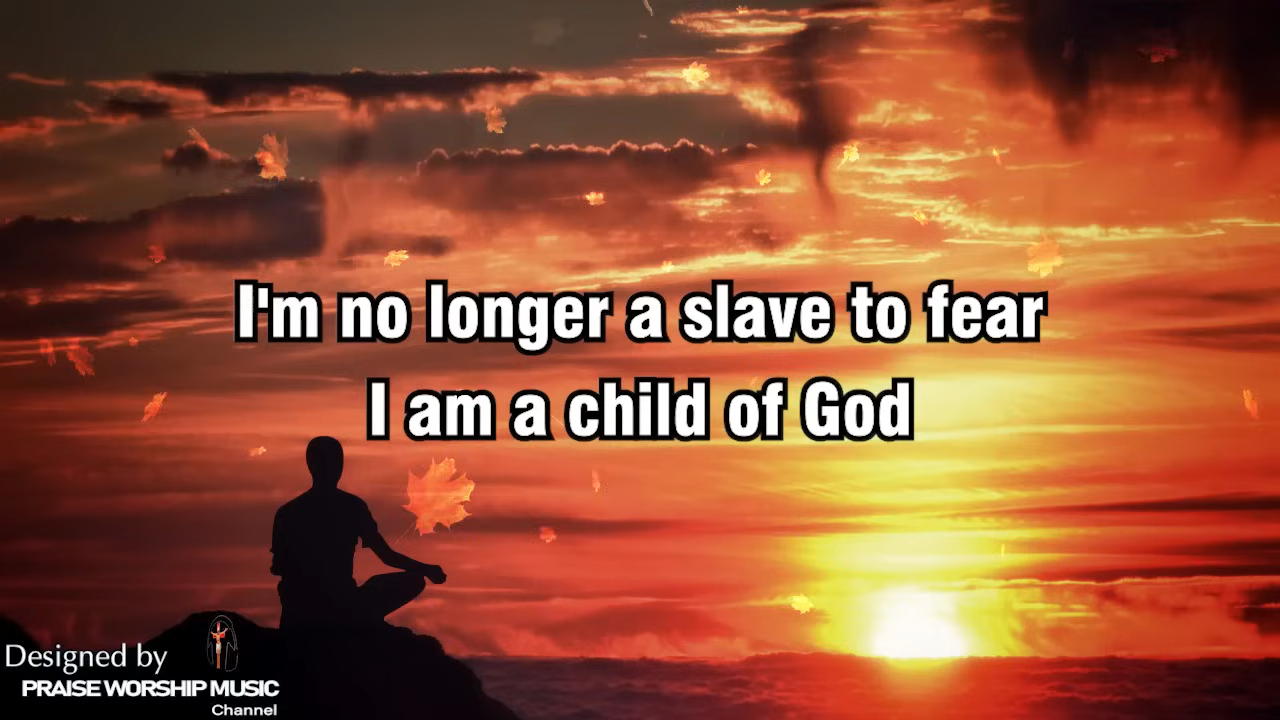 I'm no longer a slave to fear
I am a child of God
Designed by
PRAISE WORSHIP MUSIC
Channel